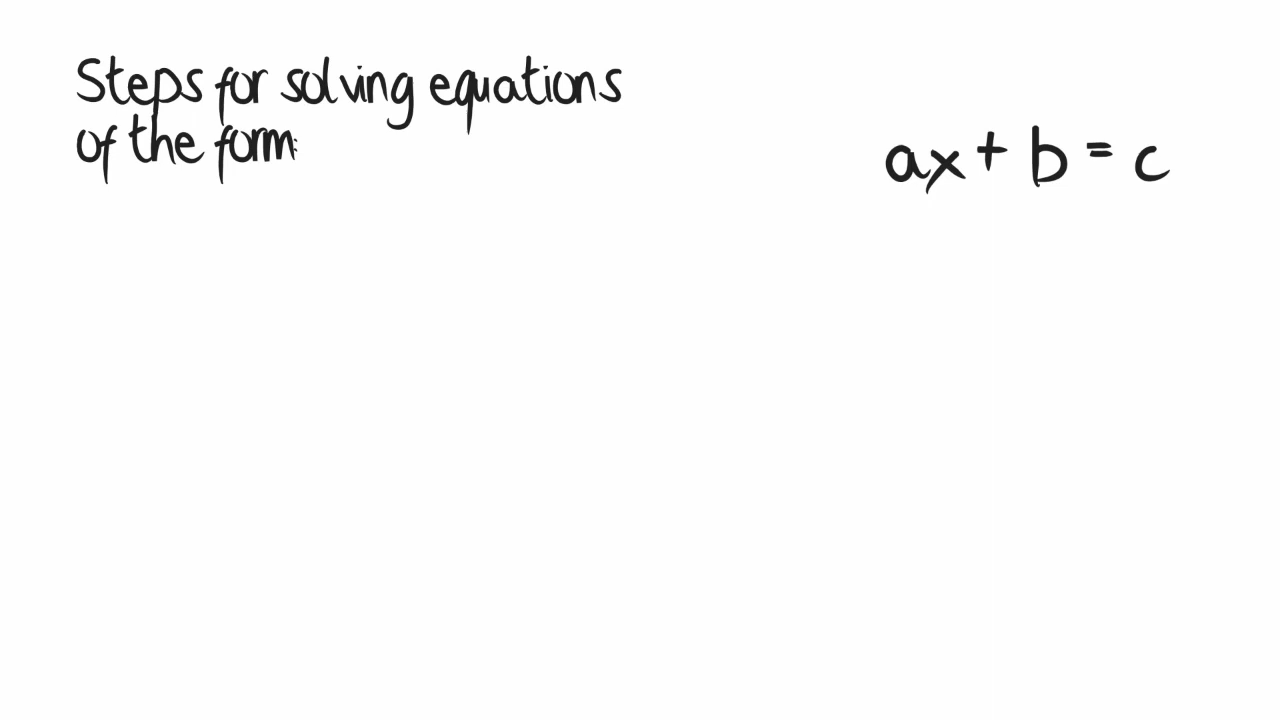 Steps for solving equations
of the form:
ax + b = c